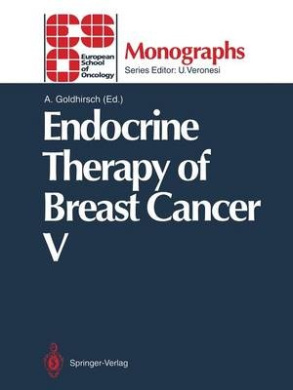 European
School
of Oncology
Monographs
Series Editor: U. Veronesi
A. Goldhirsch (Ed.)
Endocrine
Therapy of
Breast Cancer
V
Springer-Verlag